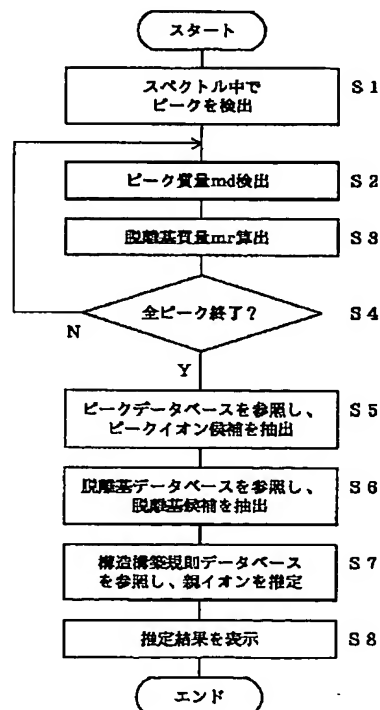 スタート
スペクトル中で
ピークを検出
S1
ピーク質量md検出
S2
脱離基質量mr算出
S3
全ピーク終了?
S4
N
Y
ピークデータベースを参照し、
ピークイオン候補を抽出
S5
脱離基データベースを参照し、
脱離基候補を抽出
S6
構造構築規則データベース
を参照し、親イオンを推定
S7
推定結果を表示
S8
エンド